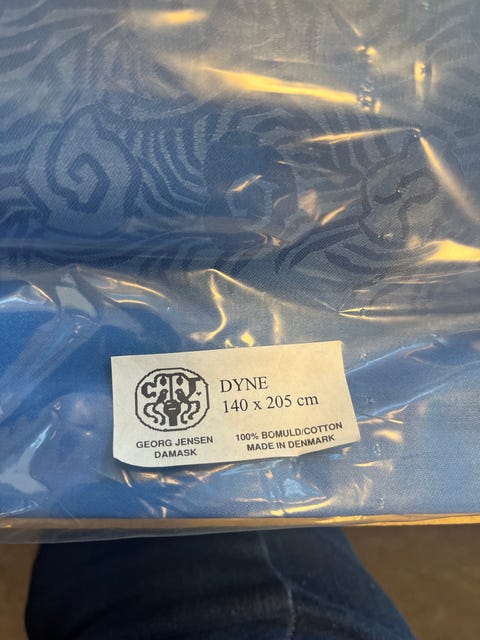 DYNE
140 x 205 cm
GEORG JENSEN
DAMASK
100% BOMULD/COTTON
MADE IN DENMARK